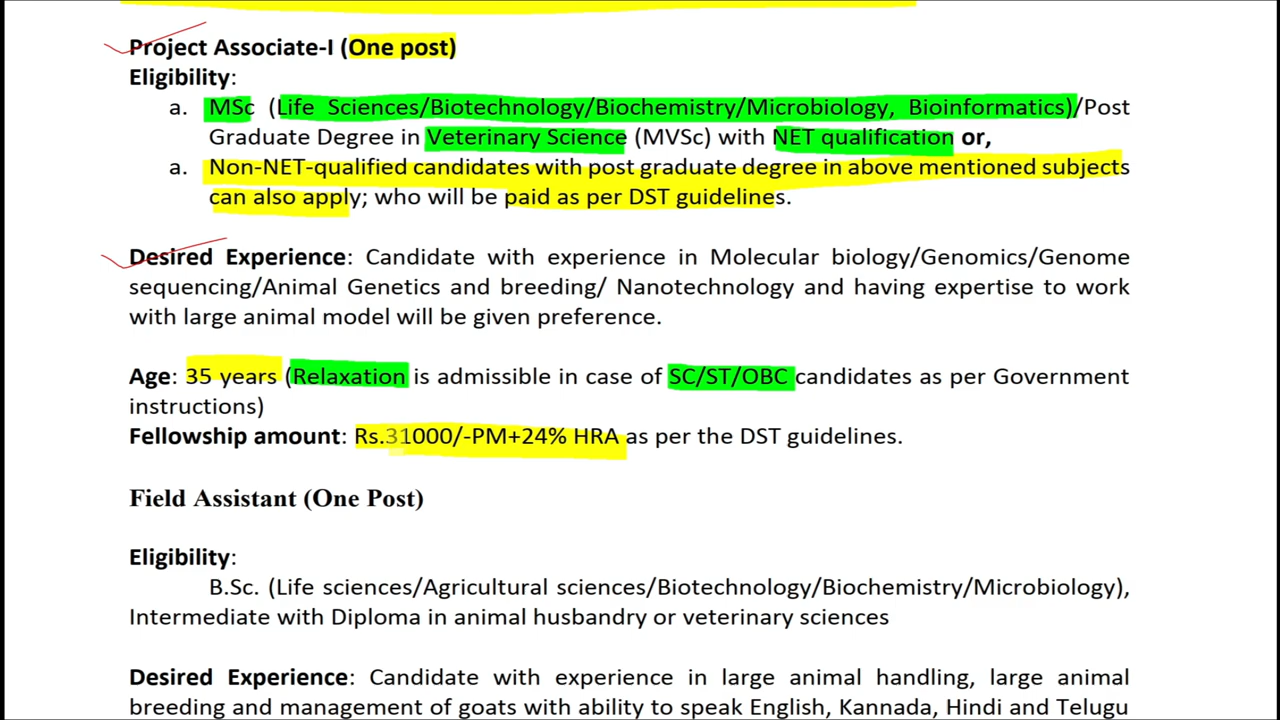 Project Associate-I (One post)
Eligibility:
a. MSc (Life Sciences/Biotechnology/Biochemistry/Microbiology, Bioinformatics)/Post
Graduate Degree in Veterinary Science (MVSc) with NET qualification or,
a. Non-NET-qualified candidates with post graduate degree in above mentioned subjects
can also apply; who will be paid as per DST guidelines.
Desired Experience: Candidate with experience in Molecular biology/Genomics/Genome
sequencing/Animal Genetics and breeding/ Nanotechnology and having expertise to work
with large animal model will be given preference.
Age: 35 years (Relaxation is admissible in case of SC/ST/OBC candidates as per Government
instructions)
Fellowship amount: Rs.31000/-PM+24% HRA as per the DST guidelines.
Field Assistant (One Post)
Eligibility:
B.Sc. (Life sciences/Agricultural sciences/Biotechnology/Biochemistry/Microbiology),
Intermediate with Diploma in animal husbandry or veterinary sciences
Desired Experience: Candidate with experience in large animal handling, large animal
breeding and management of goats with ability to speak English, Kannada, Hindi and Telugu